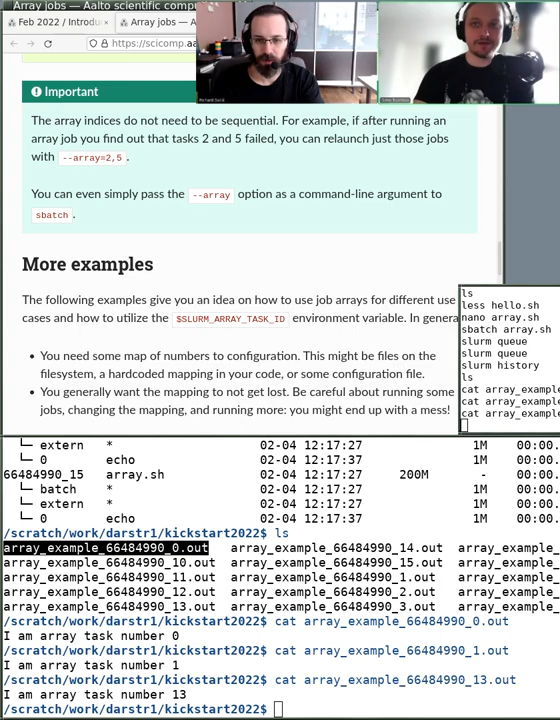 Array jobs — Aalto scientific comp
Feb 2022 / Introdu
Array jobs — A
https://scicomp.aa
Important
The array indices do not need to be sequential. For example, if after running an
array job you find out that tasks 2 and 5 failed, you can relaunch just those jobs
with --array=2,5 .
You can even simply pass the --array option as a command-line argument to
sbatch .
More examples
The following examples give you an idea on how to use job arrays for different use
cases and how to utilize the $SLURM_ARRAY_TASK_ID environment variable. In genera
• You need some map of numbers to configuration. This might be files on the
filesystem, a hardcoded mapping in your code, or some configuration file.
• You generally want the mapping to not get lost. Be careful about running some
jobs, changing the mapping, and running more: you might end up with a mess!
ls
less hello.sh
nano array.sh
sbatch array.sh
slurm queue
slurm queue
slurm history
ls
cat array_example
cat array_example
cat array_example
└─ extern * 02-04 12:17:27 1M 00:00.
└─ 0 echo 02-04 12:17:37 1M 00:00.
66484990_15 array.sh 02-04 12:17:27 200M - 00:00.
└─ batch * 02-04 12:17:27 1M 00:00.
└─ extern * 02-04 12:17:27 1M 00:00.
└─ 0 echo 02-04 12:17:37 1M 00:00.
/scratch/work/darstr1/kickstart2022$ ls
array_example_66484990_0.out array_example_66484990_14.out array_example_
array_example_66484990_10.out array_example_66484990_15.out array_example_
array_example_66484990_11.out array_example_66484990_1.out array_example_
array_example_66484990_12.out array_example_66484990_2.out array_example_
array_example_66484990_13.out array_example_66484990_3.out array_example_
/scratch/work/darstr1/kickstart2022$ cat array_example_66484990_0.out
I am array task number 0
/scratch/work/darstr1/kickstart2022$ cat array_example_66484990_1.out
I am array task number 1
/scratch/work/darstr1/kickstart2022$ cat array_example_66484990_13.out
I am array task number 13
/scratch/work/darstr1/kickstart2022$